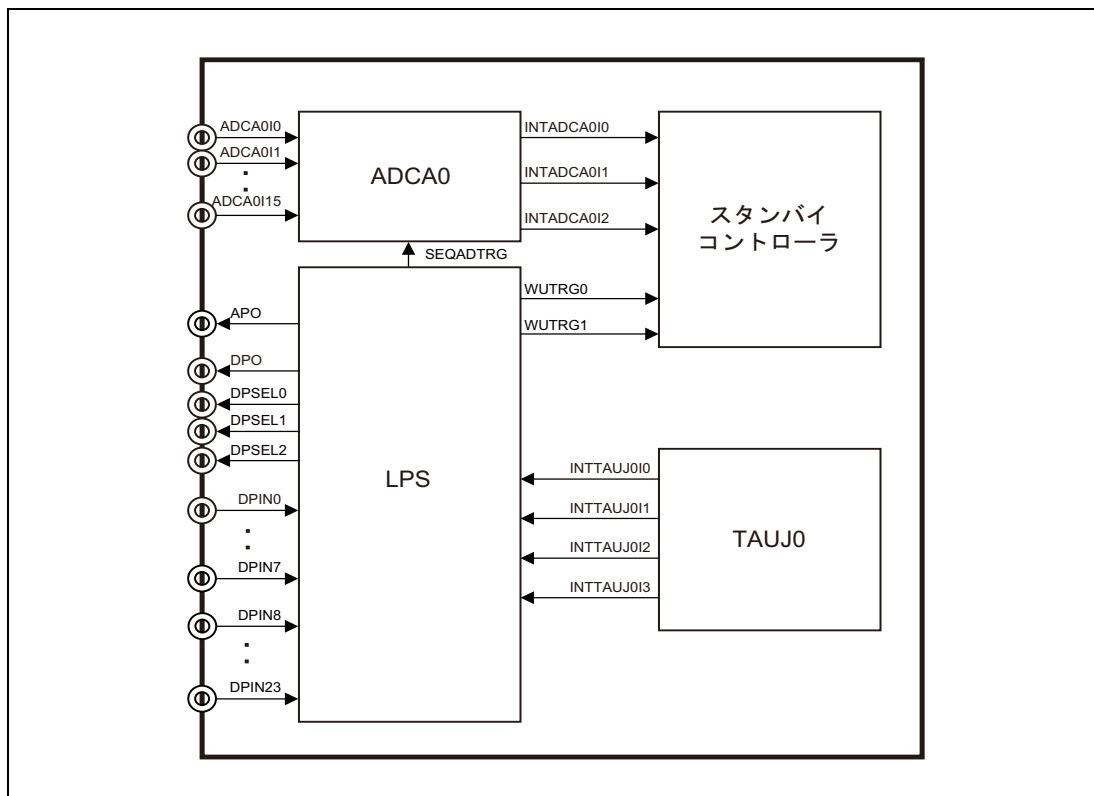 ADCA0I0
ADCA0I1
:
ADCA0I15
ADCA0
INTADCA0I0
INTADCA0I1
INTADCA0I2
スタンバイ
コントローラ
SEQADTRG
WUTRG0
WUTRG1
APO
DPO
DPSEL0
DPSEL1
DPSEL2
DPIN0
:
DPIN7
DPIN8
:
DPIN23
LPS
INTTAUJ0I0
INTTAUJ0I1
INTTAUJ0I2
INTTAUJ0I3
TAUJ0